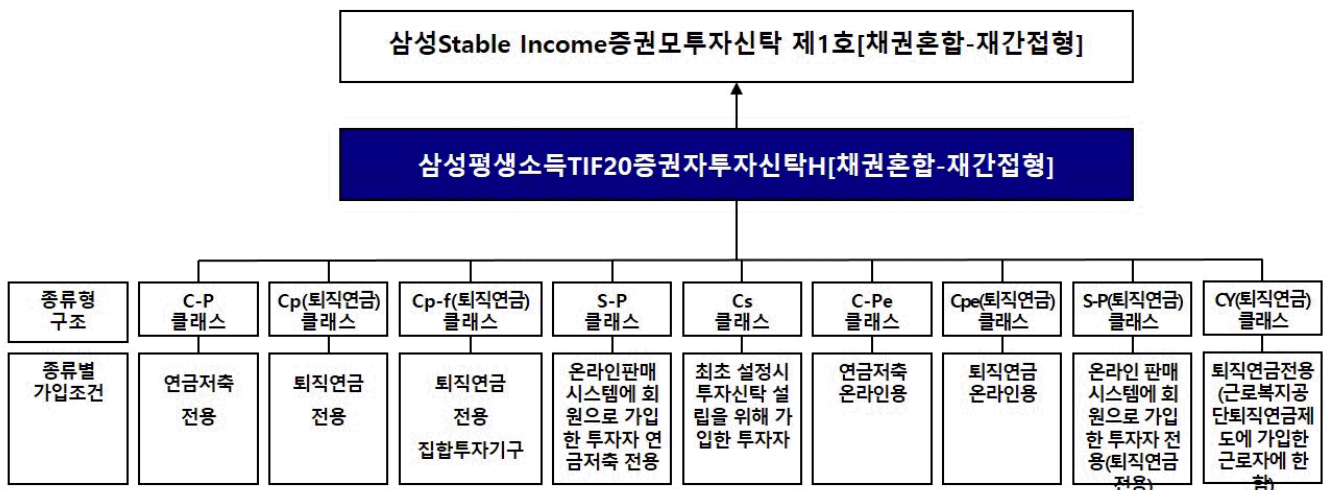 삼성Stable Income증권모투자신탁 제1호[채권혼합-재간접형]
삼성평생소득TIF20증권자투자신탁H[채권혼합-재간접형]
종류형
구조
C-P
클래스
Cp(퇴직연금)
클래스
Cp-f(퇴직연금)
클래스
S-P
클래스
Cs
클래스
C-Pe
클래스
Cpe(퇴직연금)
클래스
S-P(퇴직연금)
클래스
CY(퇴직연금)
클래스
종류별
가입조건
연금저축
전용
퇴직연금
전용
퇴직연금
전용
집합투자기구
온라인판매
시스템에 회
원으로 가입
한 투자자 연
금저축 전용
최초 설정시
투자신탁 설
립을 위해 가
입한 투자자
연금저축
온라인용
퇴직연금
온라인용
온라인 판매
시스템에 회
원으로 가입
한 투자자 전
용(퇴직연금
전용)
퇴직연금전용
(근로복지공
단퇴직연금제
도에 가입한
근로자에 한
함)